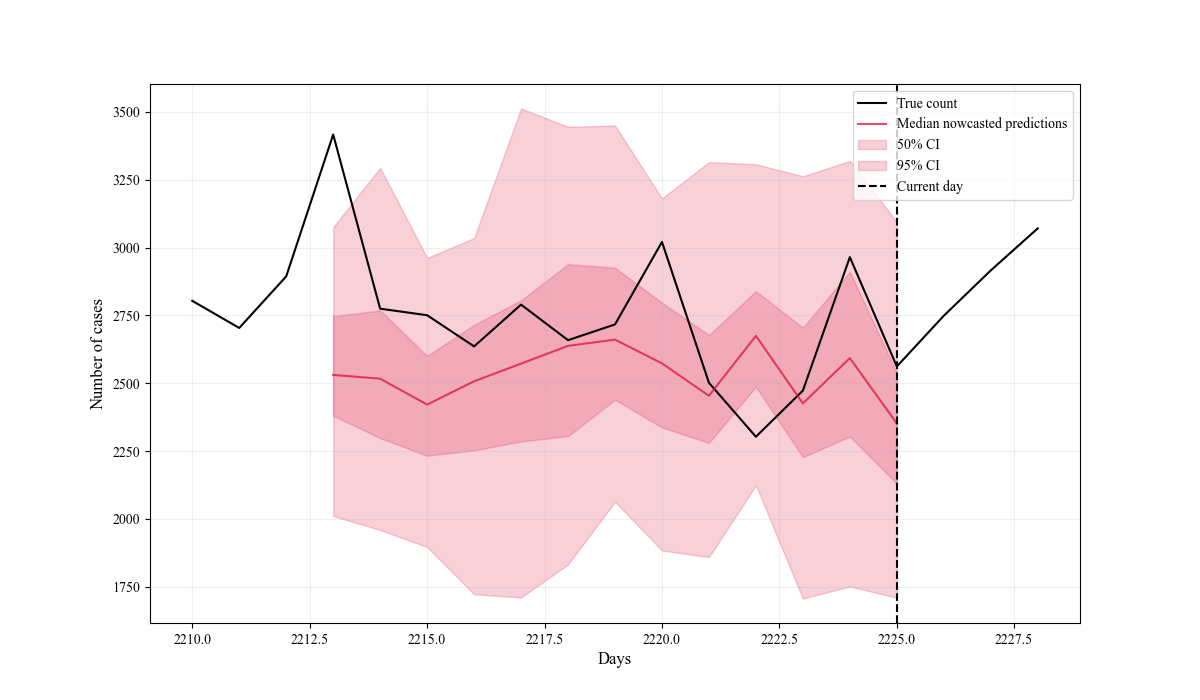 True count
Median nowcasted predictions
50% CI
95% CI
Current day
Number of cases
3500
3250
3000
2750
2500
2250
2000
1750
2210.0 2212.5 2215.0 2217.5 2220.0 2222.5 2225.0 2227.5
Days